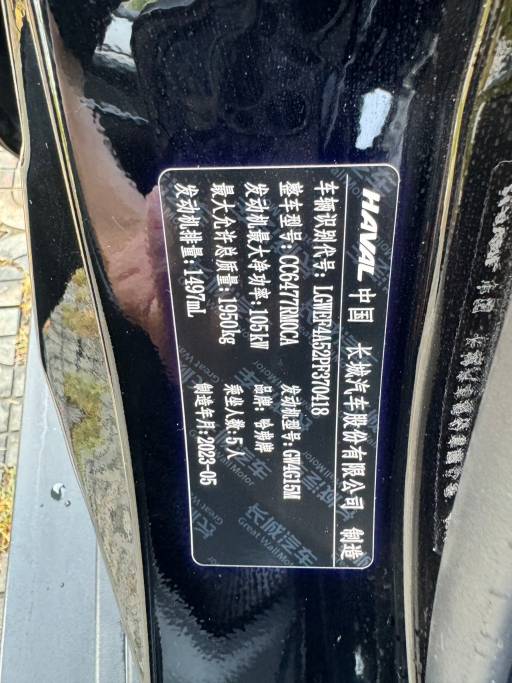 HAVAL 中国 长城汽车股份有限公司 制造
车辆识别代号: LGWEF4A52PF370418
整车型号: CC6477RM0CA 发动机型号: GW4G15M
发动机最大净功率: 105kW 品牌: 哈弗牌
最大允许总质量: 1950kg 乘坐人数: 5人
发动机排量: 1497mL 制造年月: 2023-05